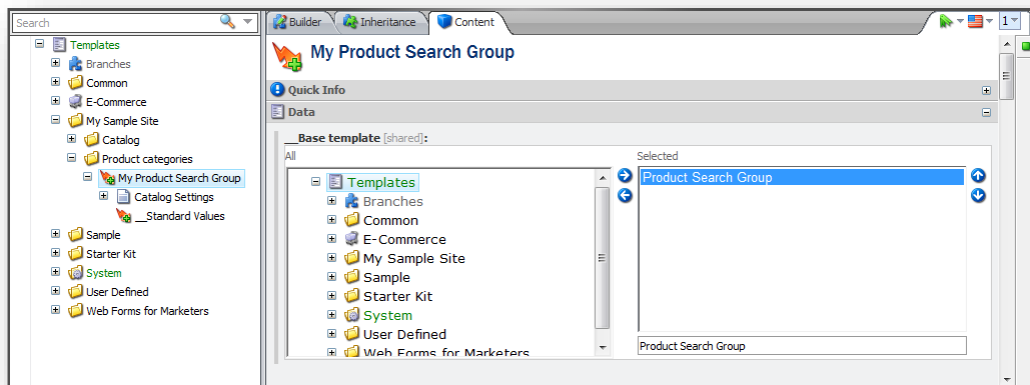 Search
Templates
Branches
Common
E-Commerce
My Sample Site
Catalog
Product categories
My Product Search Group
Catalog Settings
__Standard Values
Sample
Starter Kit
System
User Defined
Web Forms for Marketers
Builder Inheritance Content 1
My Product Search Group
Quick Info
Data
__Base template [shared]:
All
Templates
Branches
Common
E-Commerce
My Sample Site
Sample
Starter Kit
System
User Defined
Web Forms for Marketers
Selected
Product Search Group
Product Search Group